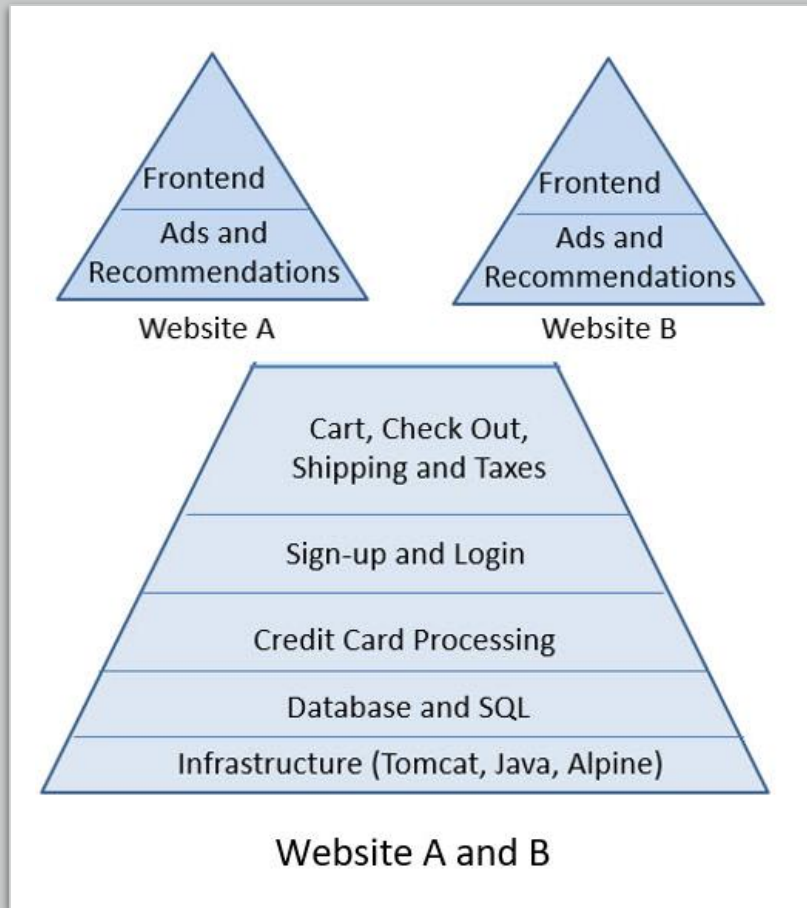 Frontend
Ads and
Recommendations
Website A
Frontend
Ads and
Recommendations
Website B
Cart, Check Out,
Shipping and Taxes
Sign-up and Login
Credit Card Processing
Database and SQL
Infrastructure (Tomcat, Java, Alpine)
Website A and B